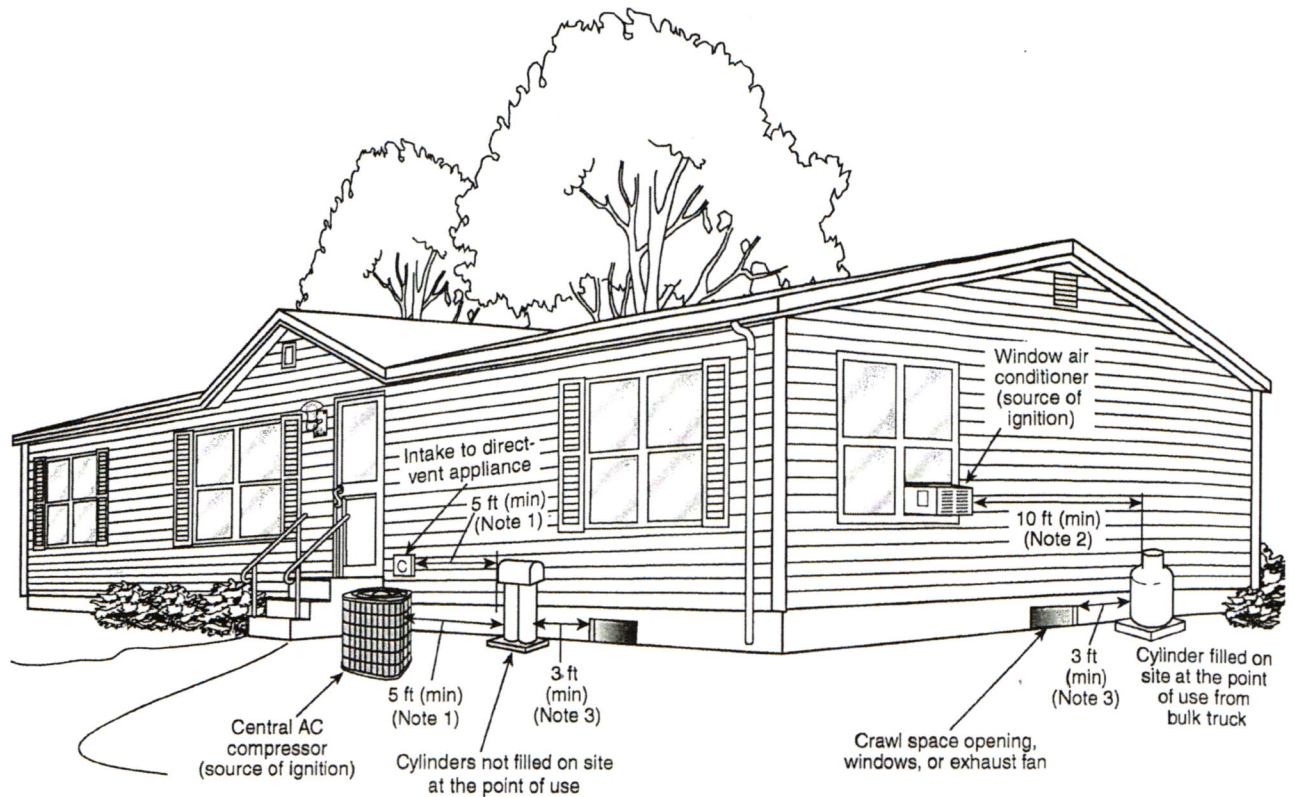 Window air
conditioner
(source of
ignition)
Intake to direct-
vent appliance
5 ft (min)
(Note 1)
10 ft (min)
(Note 2)
C
5 ft (min)
(Note 1)
3 ft
(min)
(Note 3)
3 ft
(min)
(Note 3)
Cylinder filled on
site at the point
of use from
bulk truck
Central AC
compressor
(source of ignition)
Cylinders not filled on site
at the point of use
Crawl space opening,
windows, or exhaust fan